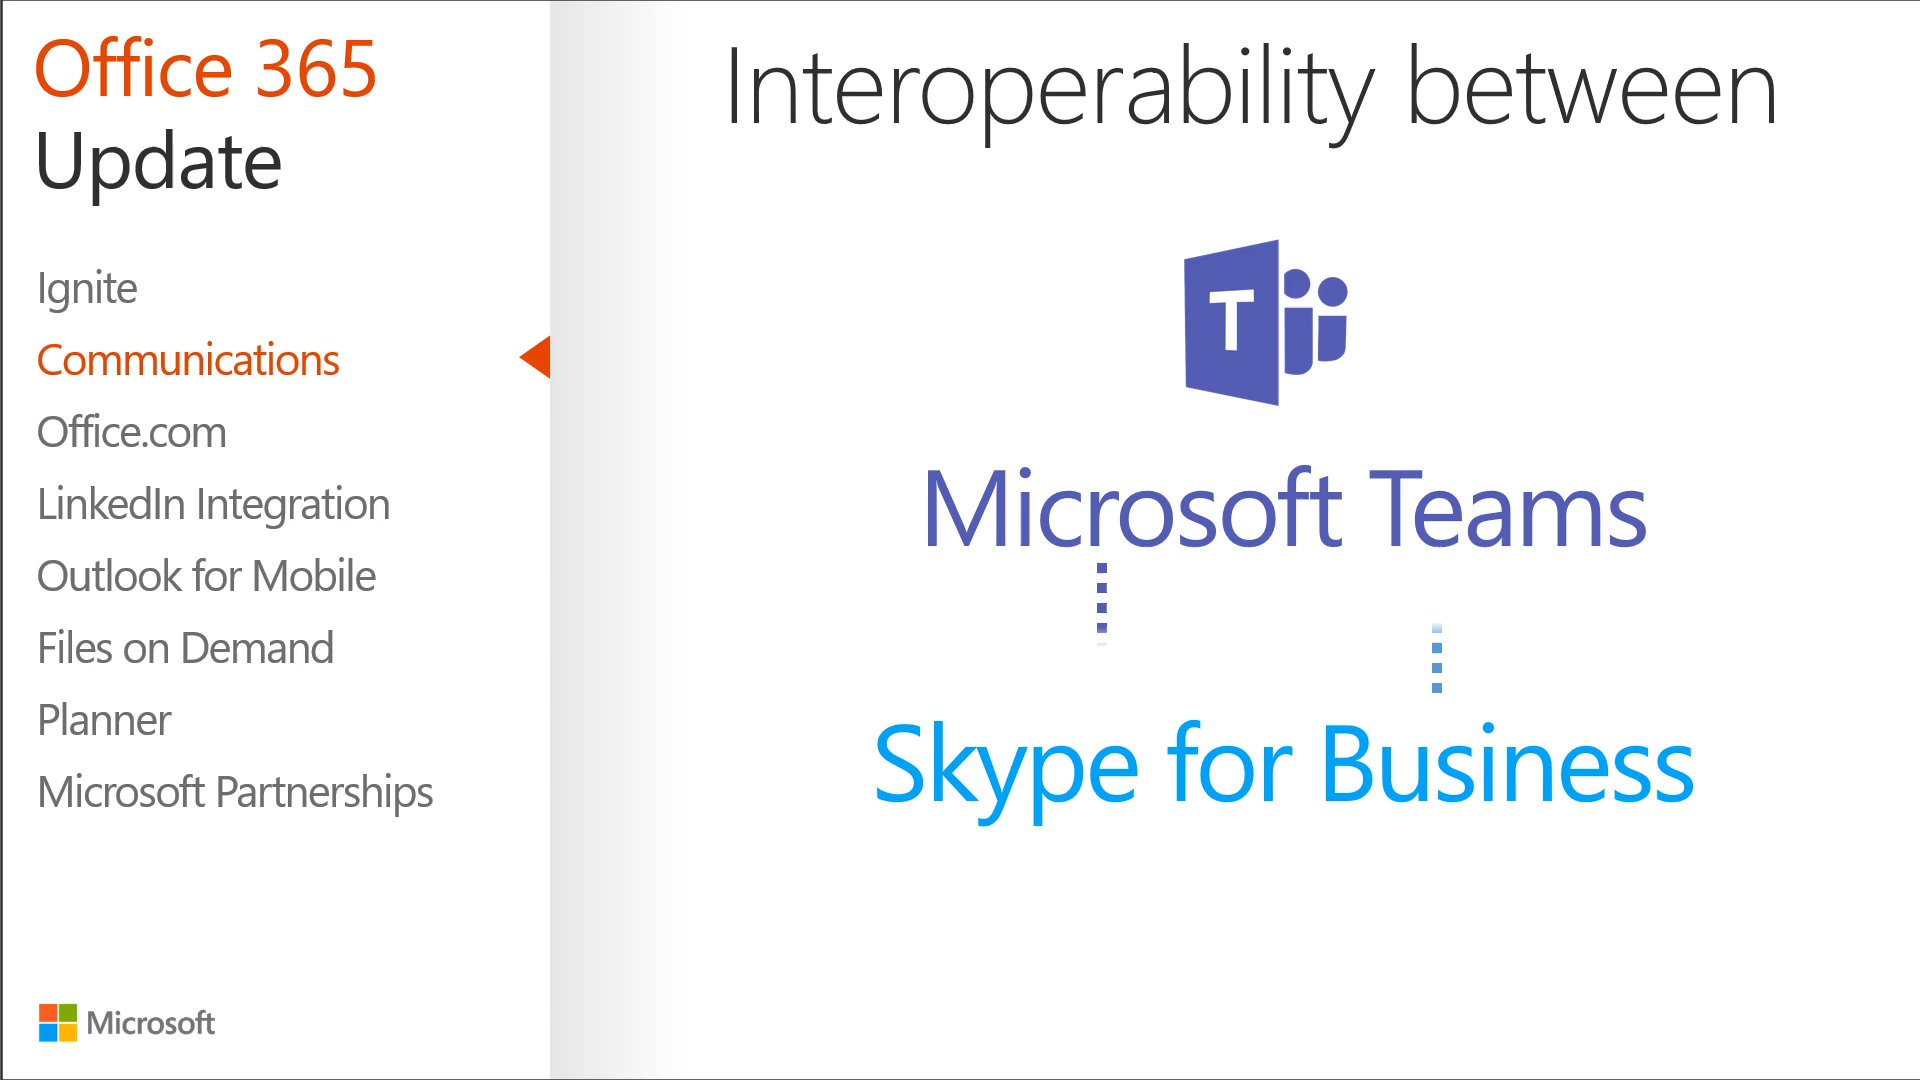 Office 365
Update
Ignite
Communications
Office.com
LinkedIn Integration
Outlook for Mobile
Files on Demand
Planner
Microsoft Partnerships
Microsoft
Interoperability between
T
Microsoft Teams
Skype for Business